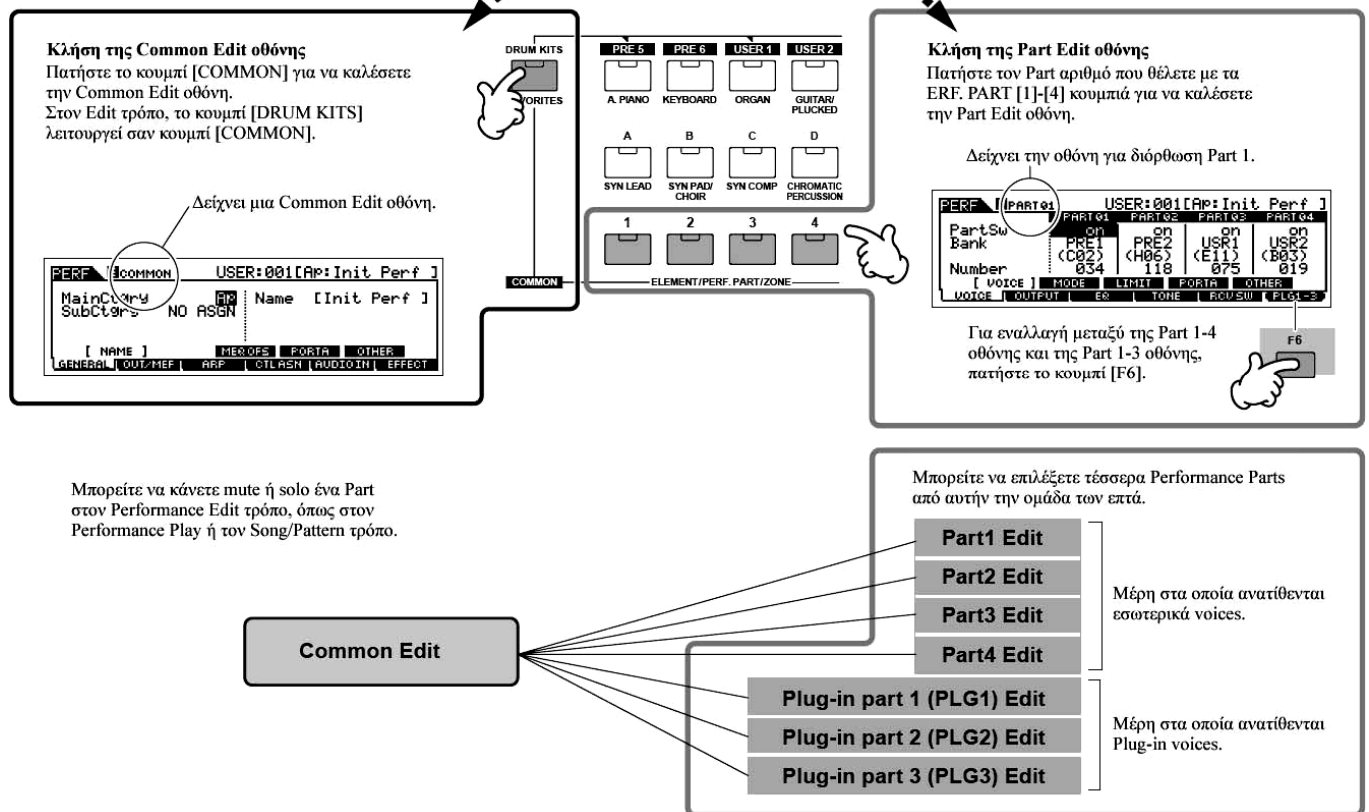 Κλήση της Common Edit οθόνης
Πατήστε το κουμπί [COMMON] για να καλέσετε
την Common Edit οθόνη.
Στον Edit τρόπο, το κουμπί [DRUM KITS]
λειτουργεί σαν κουμπί [COMMON].
Δείχνει μια Common Edit οθόνη.
PERF COMMON USER:001[AP:Init Perf ]
MainCtgry AP Name [Init Perf ]
SubCtgry NO ASGN
[ NAME ] MEQOFS PORTA OTHER
GENERAL OUT/MEF ARP CTLASN AUDIOIN EFFECT
DRUM KITS PRE 5 PRE 6 USER 1 USER 2
VORITES A. PIANO KEYBOARD ORGAN GUITAR/
PLUCKED
A B C D
SYN LEAD SYN PAD/ SYN COMP CHROMATIC
CHOIR PERCUSSION
1 2 3 4
COMMON ELEMENT/PERF. PART/ZONE
Κλήση της Part Edit οθόνης
Πατήστε τον Part αριθμό που θέλετε με τα
ERF. PART [1]-[4] κουμπιά για να καλέσετε
την Part Edit οθόνη.
Δείχνει την οθόνη για διόρθωση Part 1.
PERF PART01 USER:001[AP:Init Perf ]
PART01 PART02 PART03 PART04
PartSw on on on on
Bank PRE1 PRE2 USR1 USR2
(C02) (H06) (E11) (B03)
Number 034 118 075 019
[ VOICE ] MODE LIMIT PORTA OTHER
VOICE OUTPUT EQ TONE RCVSW PLG1-3
Για εναλλαγή μεταξύ της Part 1-4
οθόνης και της Part 1-3 οθόνης,
πατήστε το κουμπί [F6].
F6
Μπορείτε να κάνετε mute ή solo ένα Part
στον Performance Edit τρόπο, όπως στον
Performance Play ή τον Song/Pattern τρόπο.
Μπορείτε να επιλέξετε τέσσερα Performance Parts
από αυτήν την ομάδα των επτά.
Common Edit
Part1 Edit
Part2 Edit
Part3 Edit
Part4 Edit
Μέρη στα οποία ανατίθενται
εσωτερικά voices.
Plug-in part 1 (PLG1) Edit
Plug-in part 2 (PLG2) Edit
Plug-in part 3 (PLG3) Edit
Μέρη στα οποία ανατίθενται
Plug-in voices.